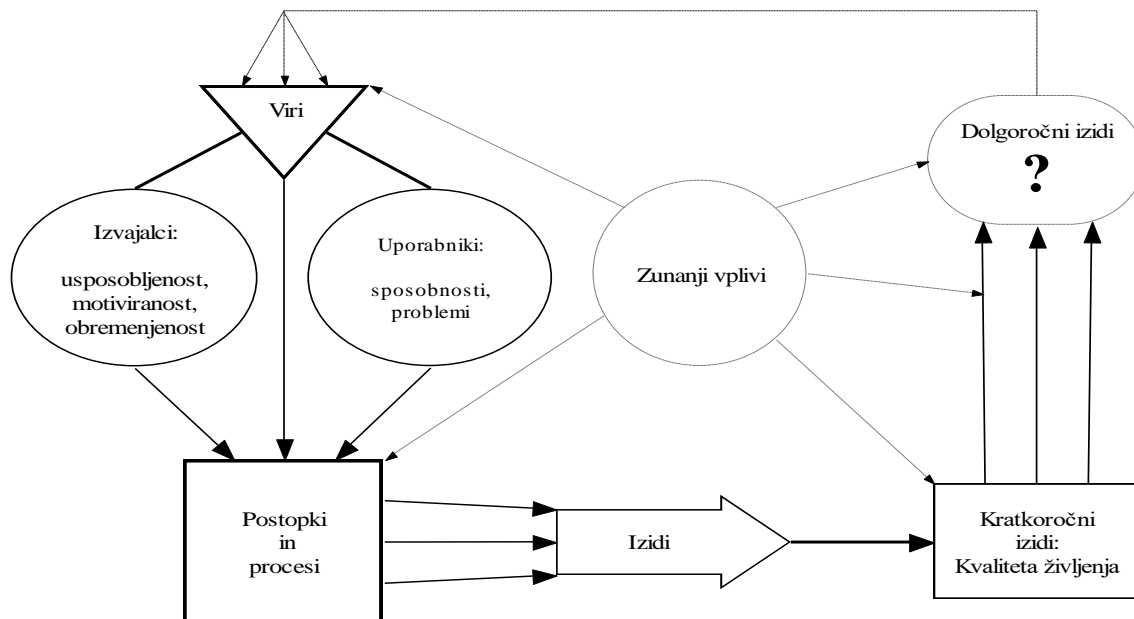 Viri
Dolgoročni izidi
?
Izvajalci:
usposobljenost,
motiviranost,
obremenjenost
Uporabniki:
sposobnosti,
problemi
Zunanji vplivi
Postopki
in
procesi
Izidi
Kratkoročni
izidi:
Kvaliteta življenja